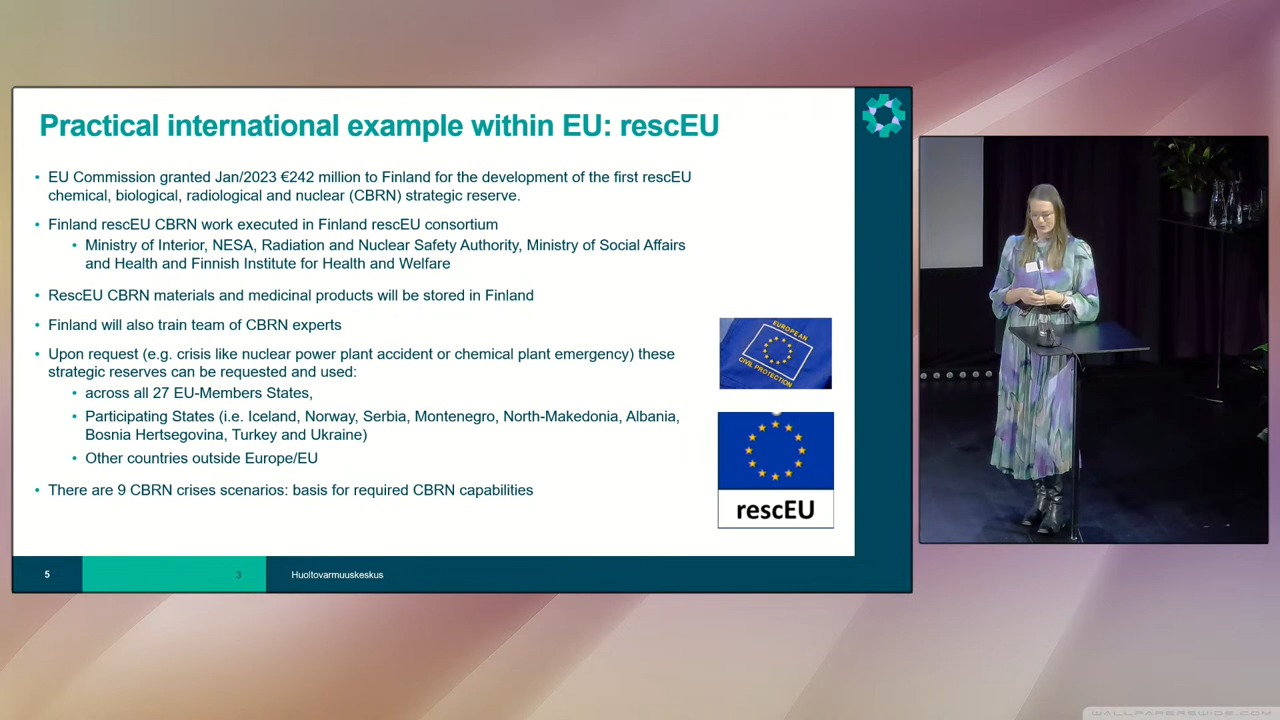 Practical international example within EU: rescEU
• EU Commission granted Jan/2023 €242 million to Finland for the development of the first rescEU
chemical, biological, radiological and nuclear (CBRN) strategic reserve.
• Finland rescEU CBRN work executed in Finland rescEU consortium
• Ministry of Interior, NESA, Radiation and Nuclear Safety Authority, Ministry of Social Affairs
and Health and Finnish Institute for Health and Welfare
• RescEU CBRN materials and medicinal products will be stored in Finland
• Finland will also train team of CBRN experts
• Upon request (e.g. crisis like nuclear power plant accident or chemical plant emergency) these
strategic reserves can be requested and used:
• across all 27 EU-Members States,
• Participating States (i.e. Iceland, Norway, Serbia, Montenegro, North-Makedonia, Albania,
Bosnia Hertsegovina, Turkey and Ukraine)
• Other countries outside Europe/EU
• There are 9 CBRN crises scenarios: basis for required CBRN capabilities
EUROPEAN
CIVIL PROTECTION
rescEU
5
3
Huoltovarmuuskeskus
WALLPAPERSWIDE.COM